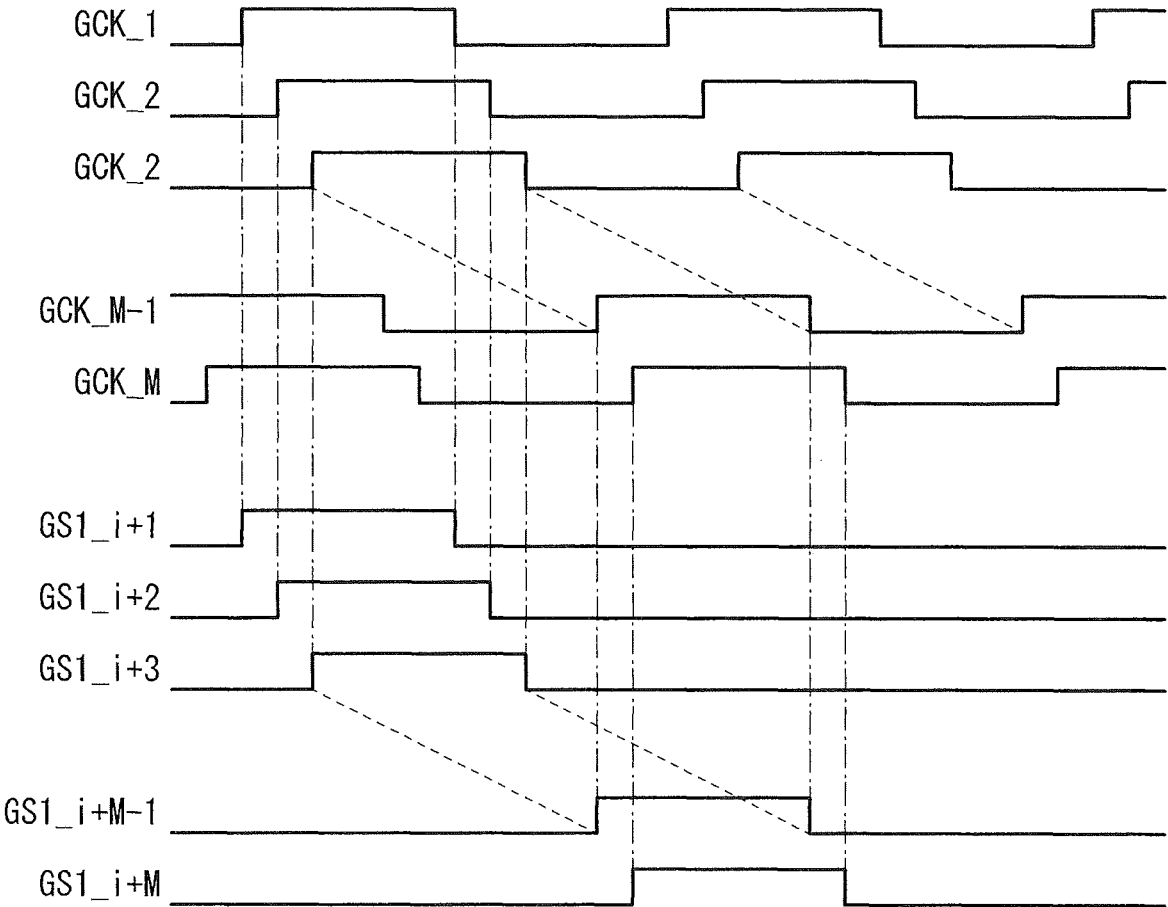 GCK_1
GCK_2
GCK_2
GCK_M-1
GCK_M
GS1_i+1
GS1_i+2
GS1_i+3
GS1_i+M-1
GS1_i+M